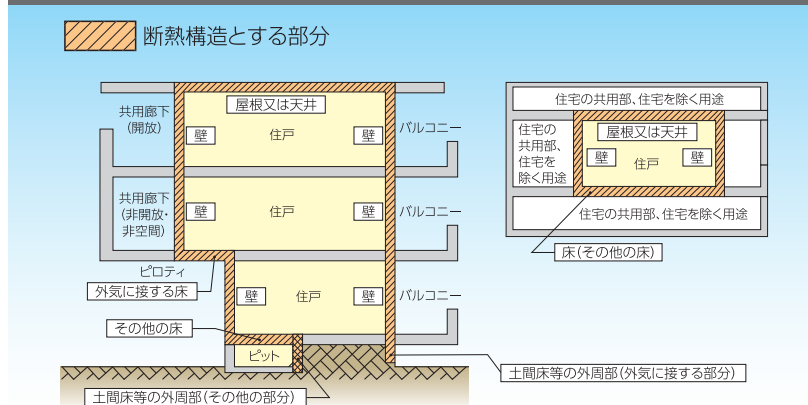 断熱構造とする部分
共用廊下
(開放)
屋根又は天井
壁
住戸
壁
バルコニー
共用廊下
(非開放・
非空間)
壁
住戸
壁
バルコニー
ピロティ
外気に接する床
壁
住戸
壁
バルコニー
その他の床
ピット
土間床等の外周部(その他の部分)
土間床等の外周部(外気に接する部分)
住宅の共用部、住宅を除く用途
住宅の
共用部、
住宅を
除く用途
屋根又は天井
壁
住戸
壁
住宅の共用部、住宅を除く用途
床(その他の床)